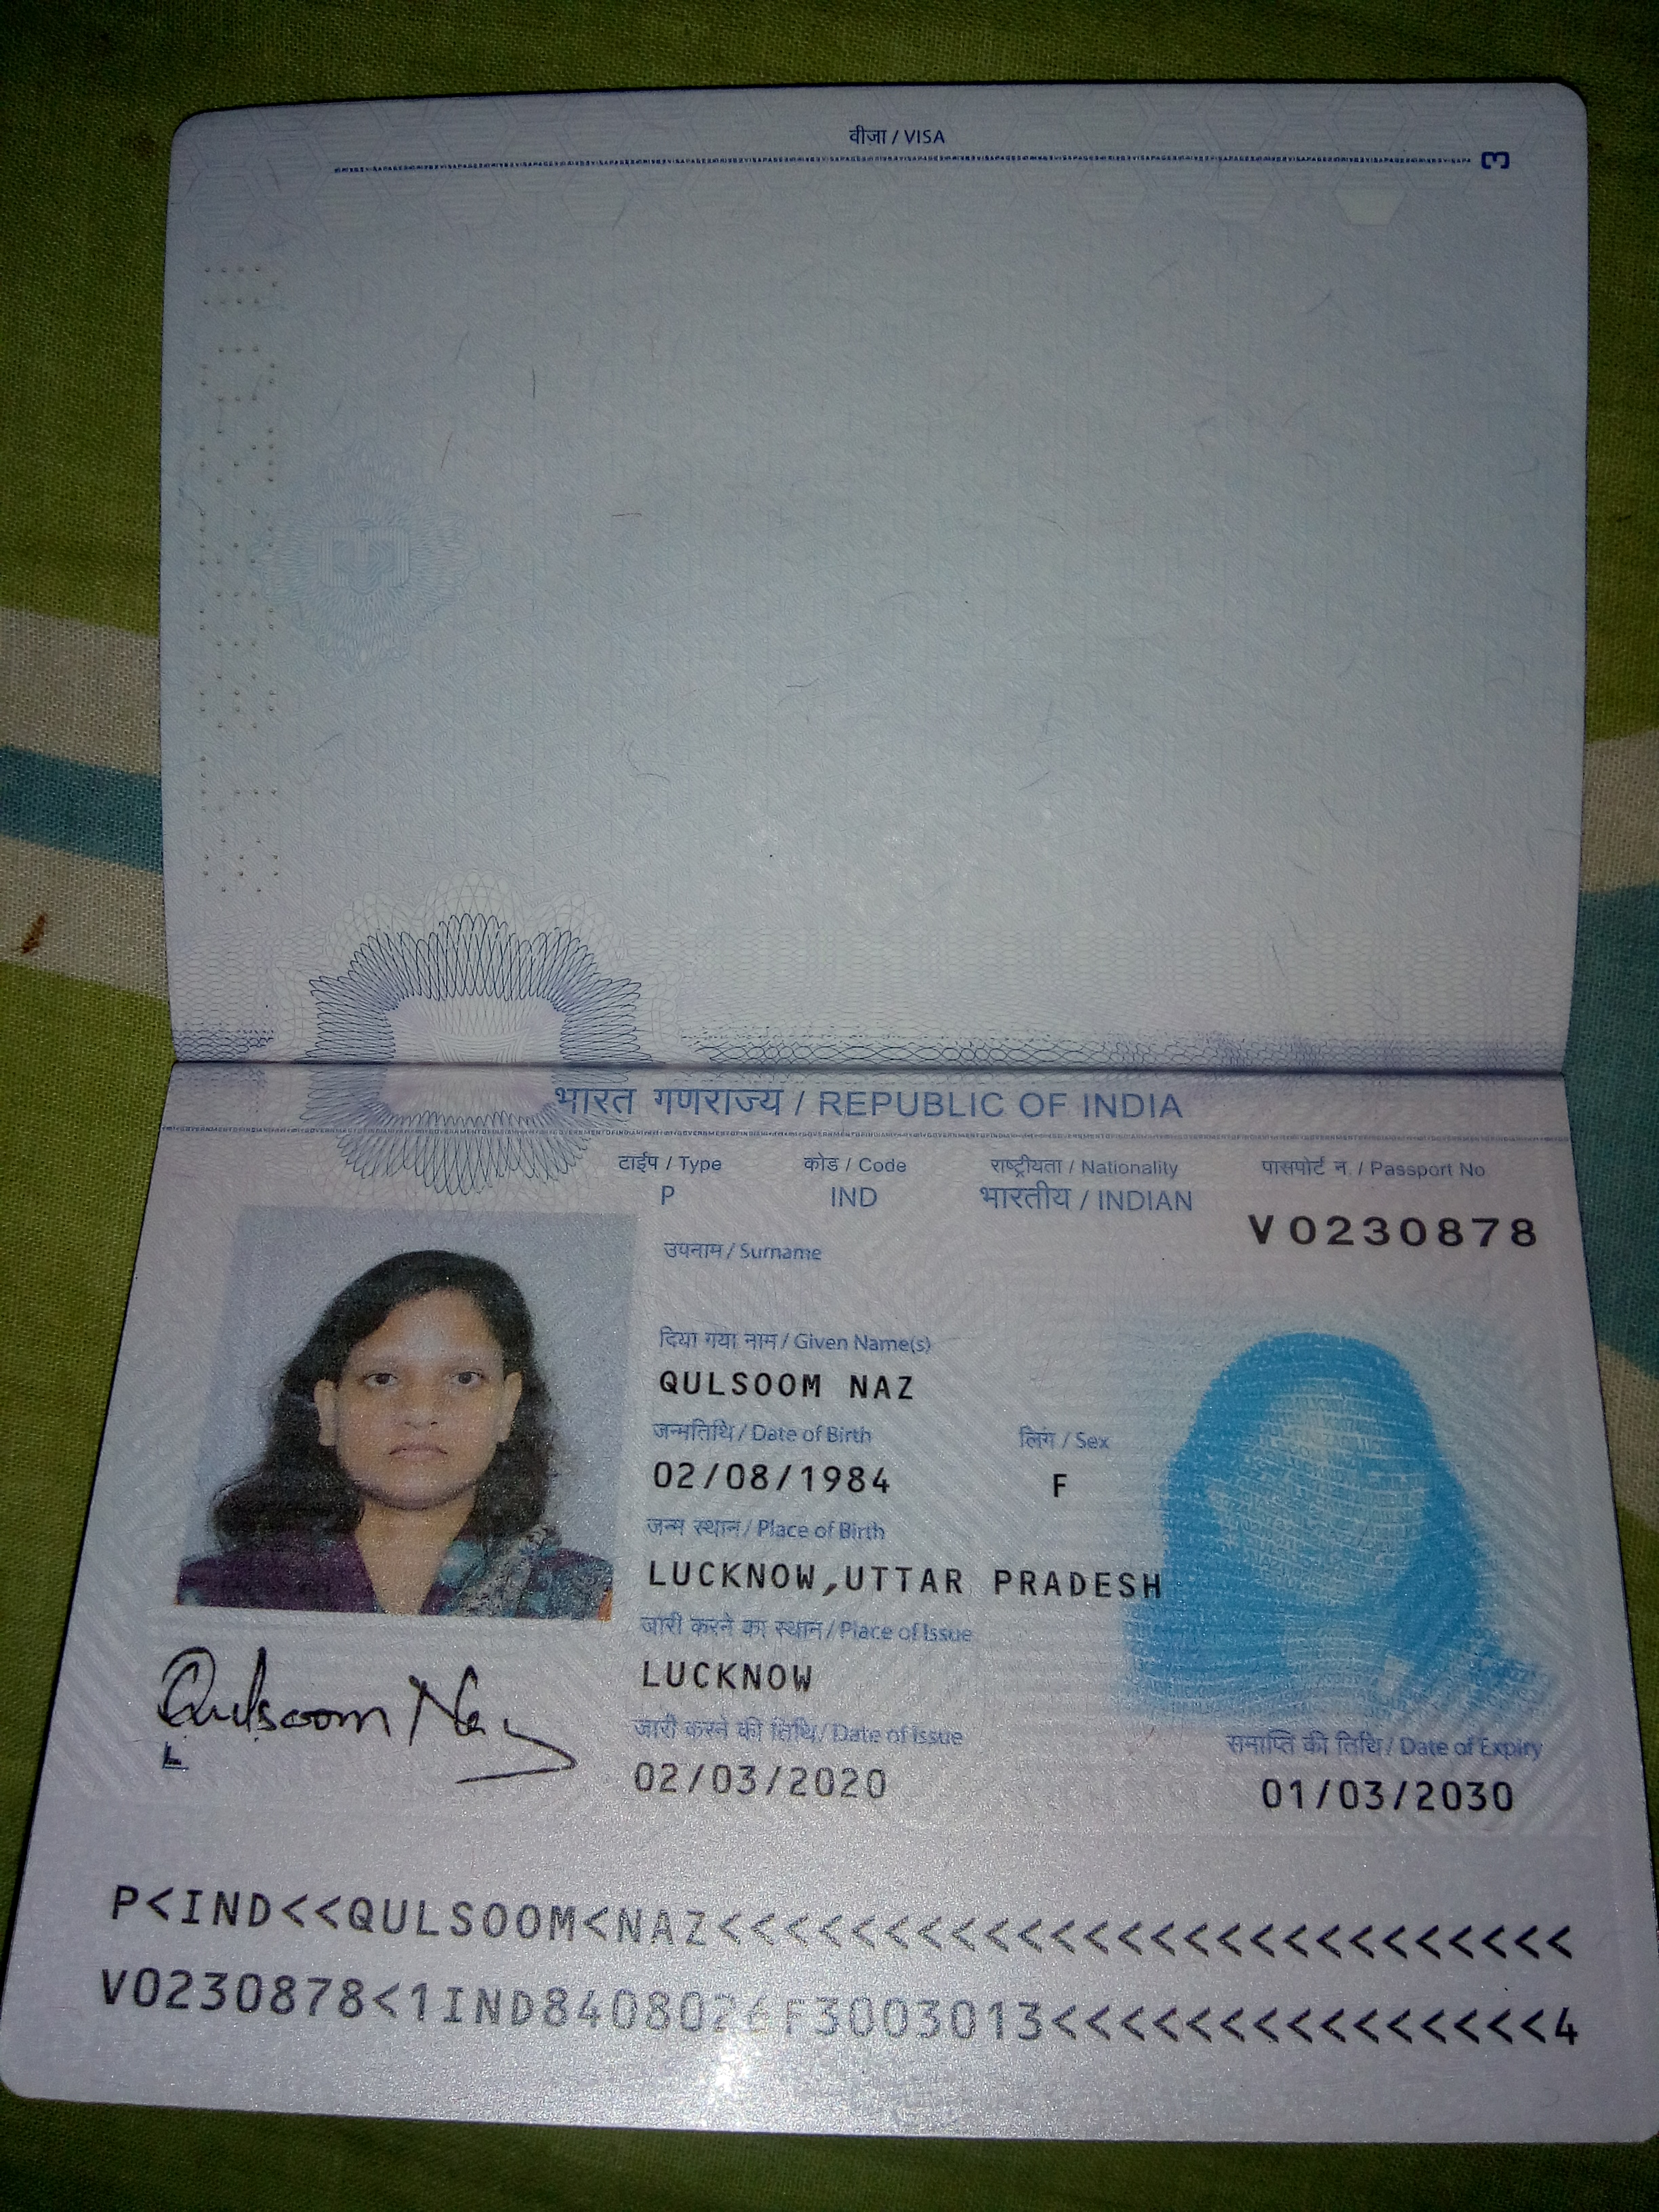 वीज़ा / VISA
3
भारत गणराज्य / REPUBLIC OF INDIA
टाईप / Type कोड / Code राष्ट्रीयता / Nationality पासपोर्ट न. / Passport No
P IND भारतीय / INDIAN V0230878
उपनाम / Surname
दिया गया नाम / Given Name(s)
QULSOOM NAZ
जन्मतिथि / Date of Birth लिंग / Sex
02/08/1984 F
जन्म स्थान / Place of Birth
LUCKNOW,UTTAR PRADESH
जारी करने का स्थान / Place of Issue
LUCKNOW
Qulsoom Naz
जारी करने की तिथि / Date of Issue समाप्ति की तिथि / Date of Expiry
02/03/2020 01/03/2030
P<IND<<QULSOOM<NAZ<<<<<<<<<<<<<<<<<<<<<<<<<<
V0230878<1IND8408026F3003013<<<<<<<<<<<<<<<4